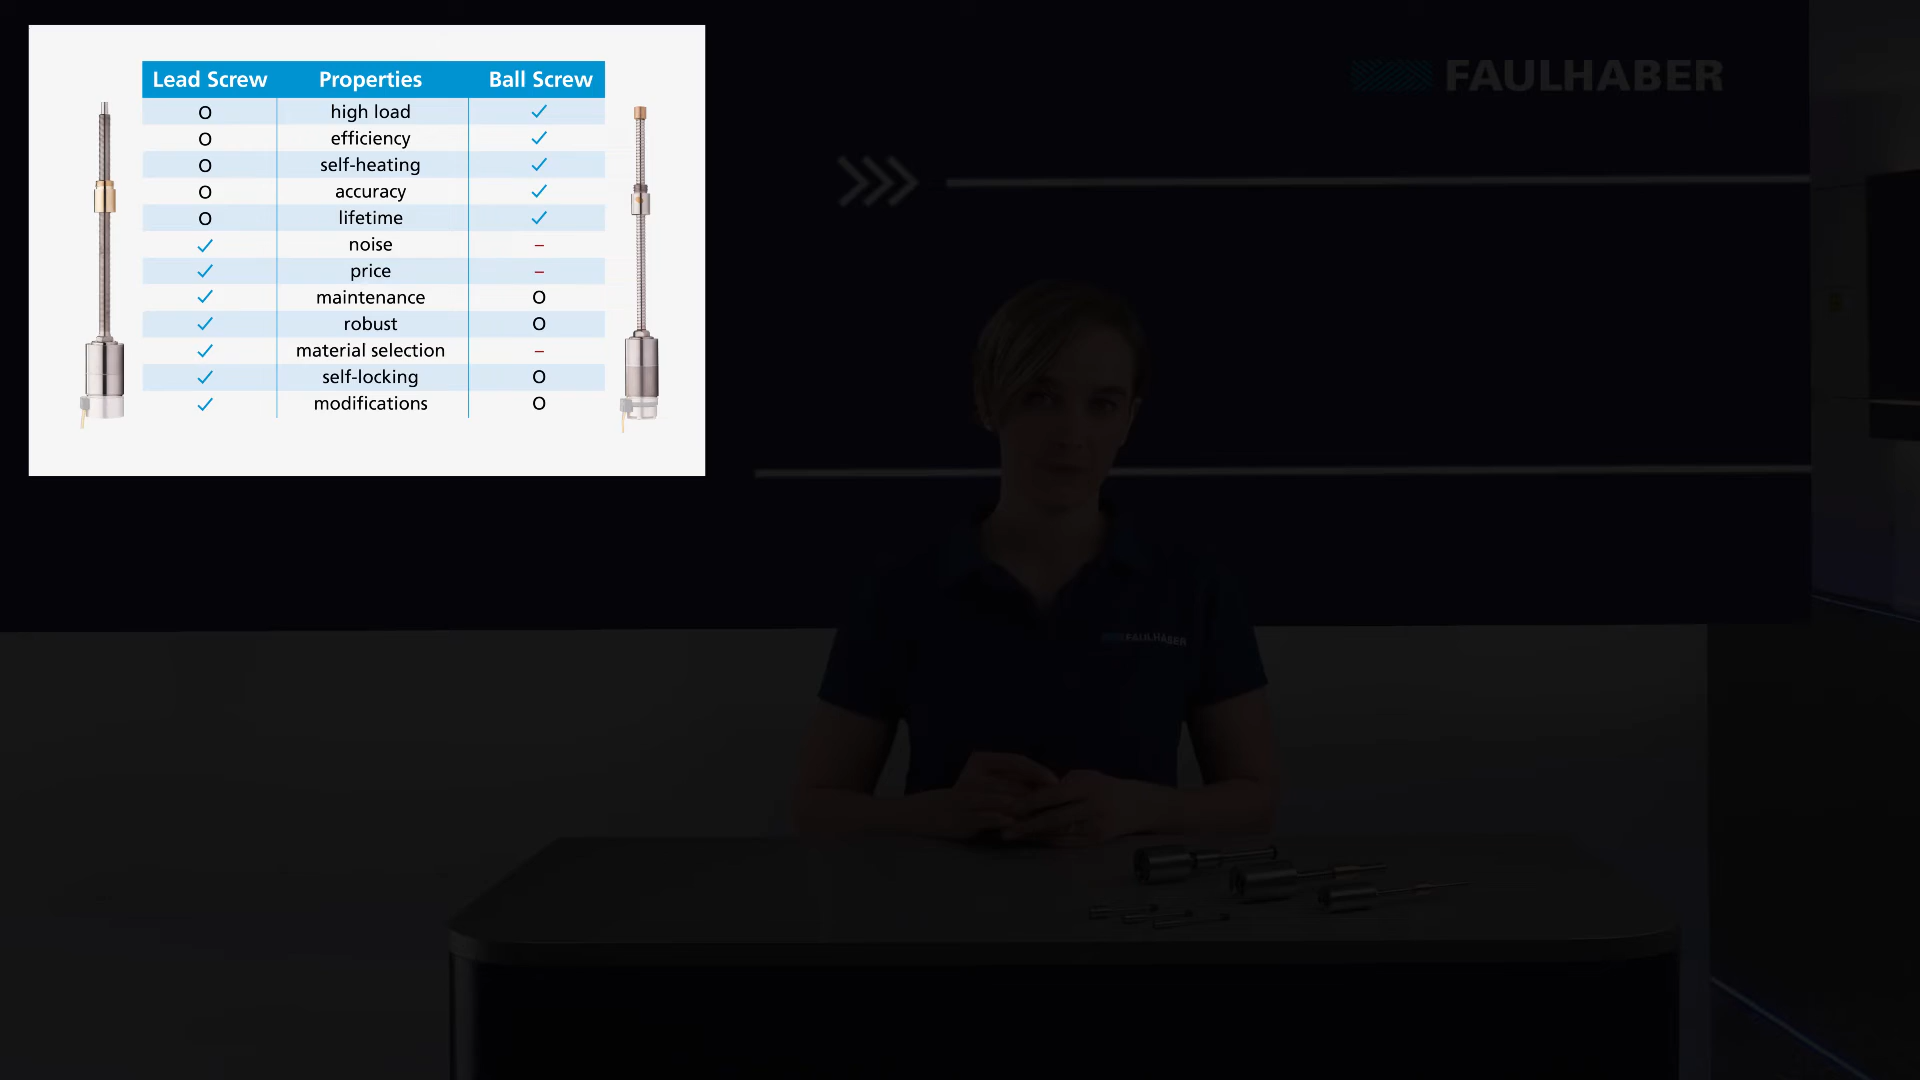 Lead Screw Properties Ball Screw
O high load ✓
O efficiency ✓
O self-heating ✓
O accuracy ✓
O lifetime ✓
✓ noise –
✓ price –
✓ maintenance O
✓ robust O
✓ material selection –
✓ self-locking O
✓ modifications O
FAULHABER
FAULHABER